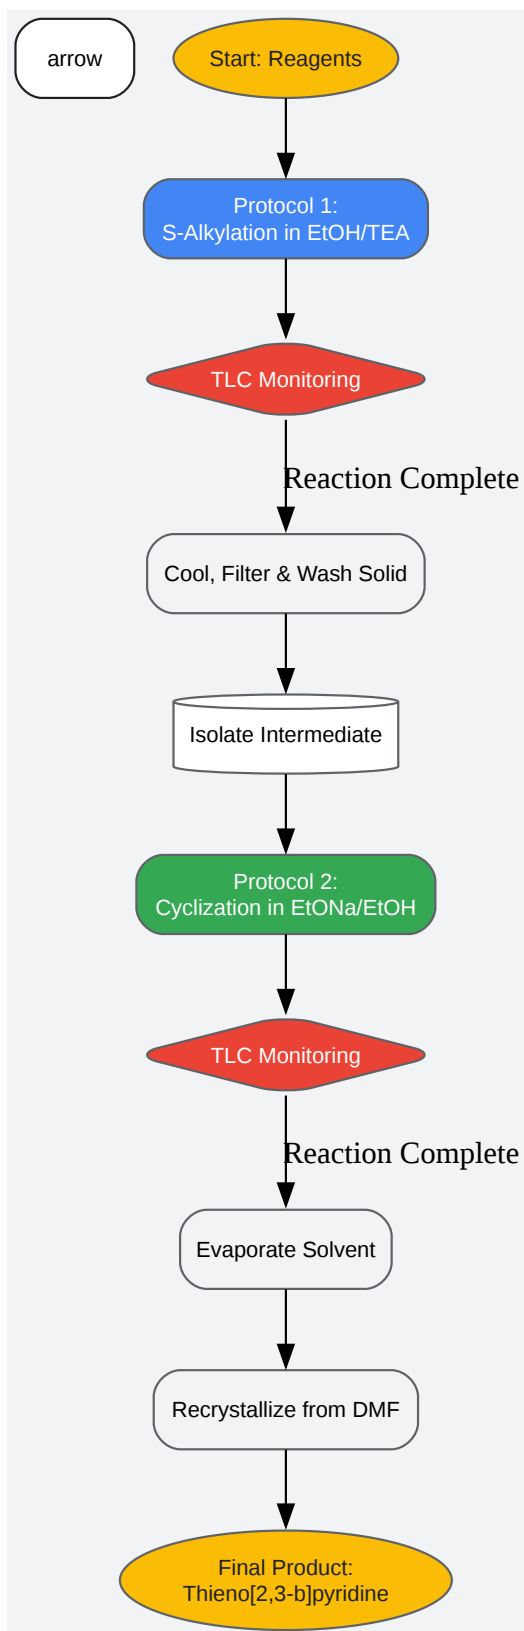 arrow
Start: Reagents
Protocol 1:
S-Alkylation in EtOH/TEA
TLC Monitoring
Reaction Complete
Cool, Filter & Wash Solid
Isolate Intermediate
Protocol 2:
Cyclization in EtONa/EtOH
TLC Monitoring
Reaction Complete
Evaporate Solvent
Recrystallize from DMF
Final Product:
Thieno[2,3-b]pyridine